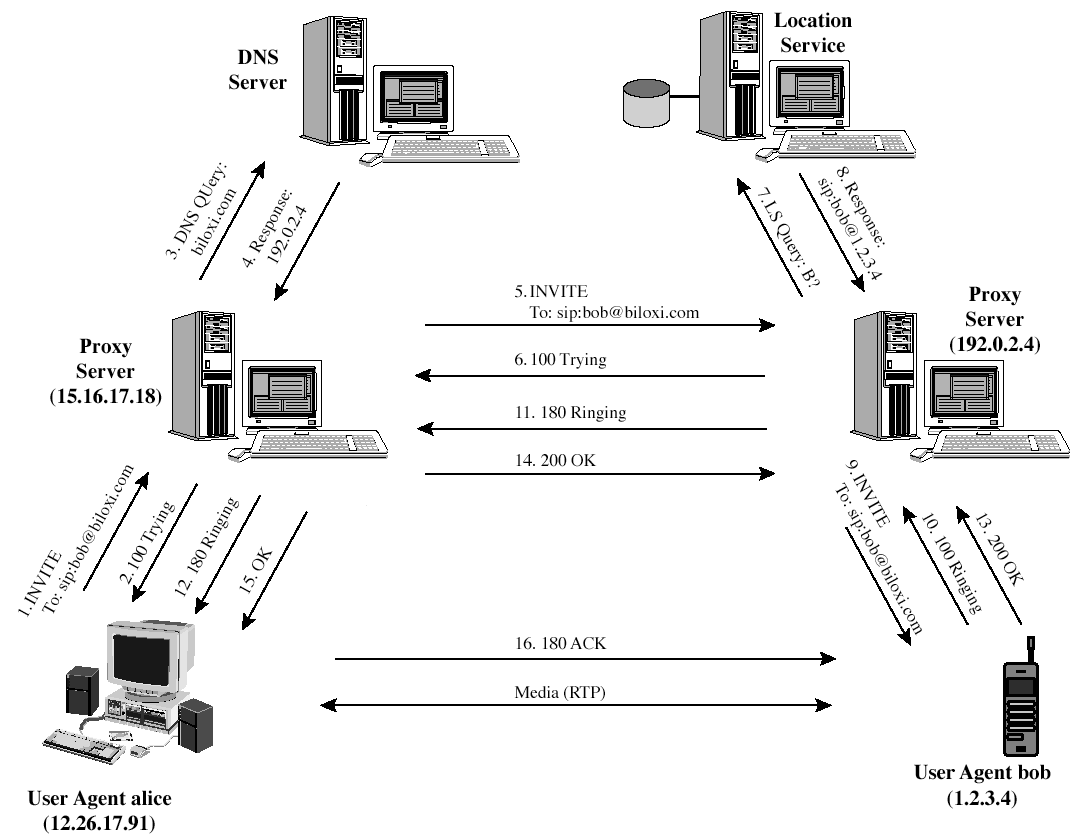 DNS
Server
Location
Service
3. DNS QUery:
biloxi.com
4. Response:
192.0.2.4
7.LS Query: B?
8. Response:
sip:bob@1.2.3.4
Proxy
Server
(15.16.17.18)
5.INVITE
To: sip:bob@biloxi.com
6.100 Trying
11. 180 Ringing
14. 200 OK
Proxy
Server
(192.0.2.4)
1.INVITE
To: sip:bob@biloxi.com
2.100 Trying
12. 180 Ringing
15. OK
9.INVITE
To: sip:bob@biloxi.com
10. 100 Ringing
13. 200 OK
16. 180 ACK
Media (RTP)
User Agent alice
(12.26.17.91)
User Agent bob
(1.2.3.4)